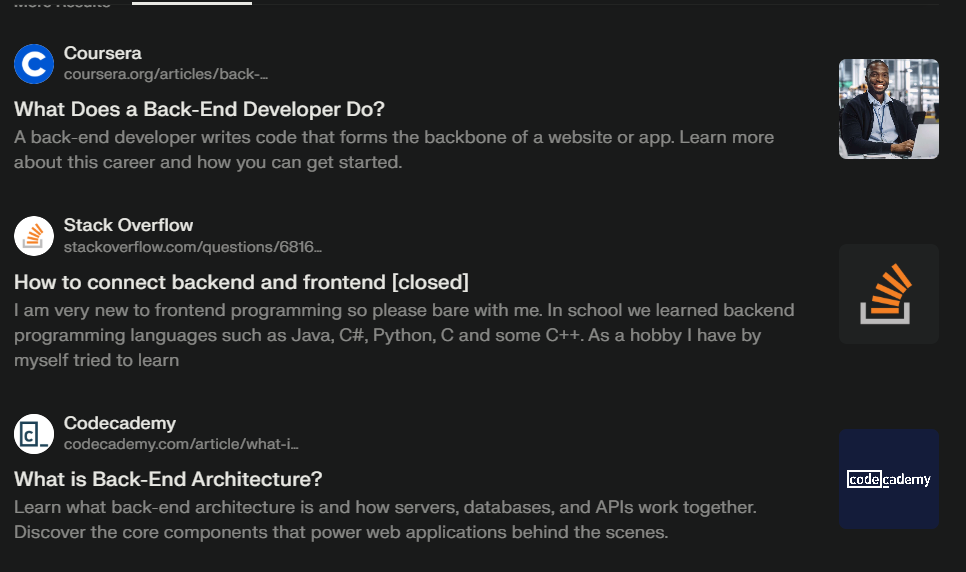 More Results
Coursera
coursera.org/articles/back-...
What Does a Back-End Developer Do?
A back-end developer writes code that forms the backbone of a website or app. Learn more
about this career and how you can get started.
Stack Overflow
stackoverflow.com/questions/6816...
How to connect backend and frontend [closed]
I am very new to frontend programming so please bare with me. In school we learned backend
programming languages such as Java, C#, Python, C and some C++. As a hobby I have by
myself tried to learn
Codecademy
codecademy.com/article/what-i...
What is Back-End Architecture?
Learn what back-end architecture is and how servers, databases, and APIs work together.
Discover the core components that power web applications behind the scenes.
codecademy